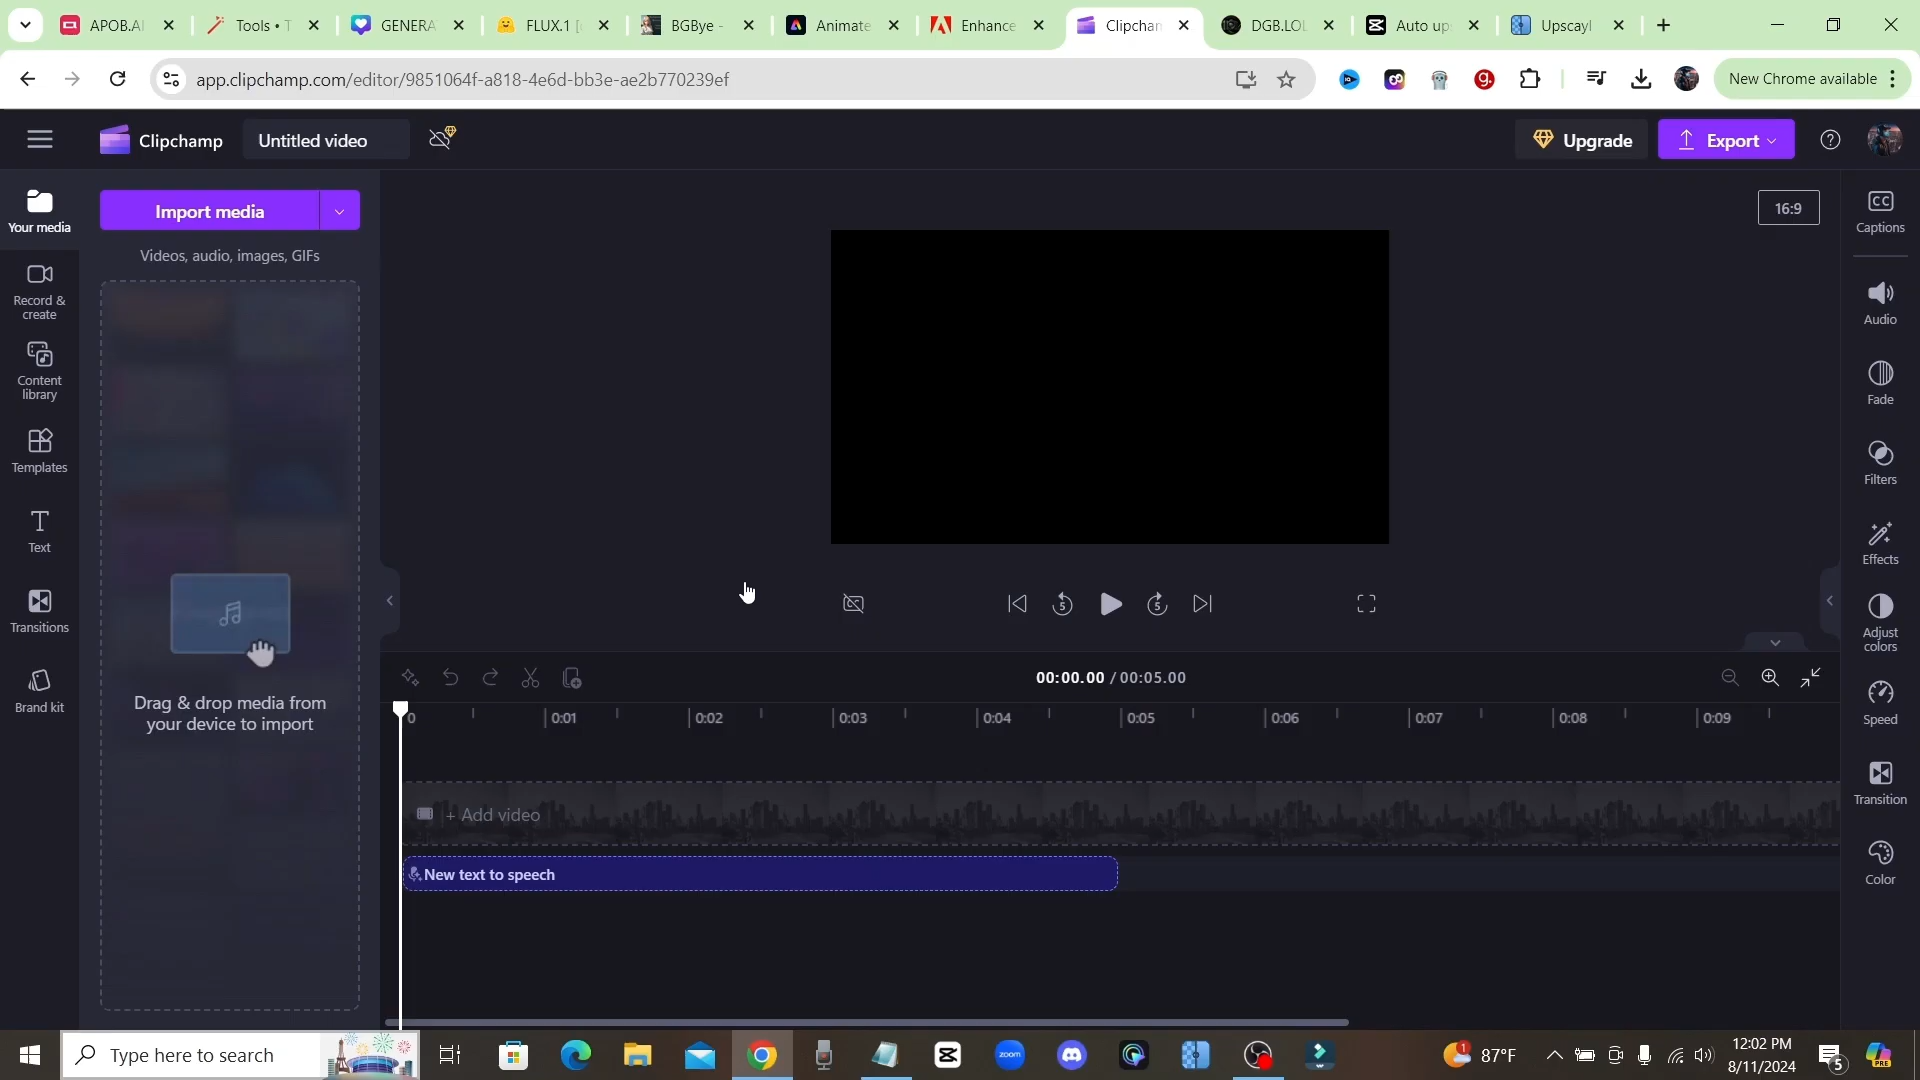 APOB.AI
Tools • T
GENERA
FLUX.1 [
BGBye -
Animate
Enhance
Clipcham
DGB.LOL
Auto up
Upscayl
app.clipchamp.com/editor/9851064f-a818-4e6d-bb3e-ae2b770239ef
New Chrome available
Clipchamp
Untitled video
Upgrade
Export
Your media
Import media
16:9
Captions
Videos, audio, images, GIFs
Record &
create
Audio
Content
library
Fade
Templates
Filters
Text
Effects
Transitions
Adjust
colors
Brand kit
Drag & drop media from
your device to import
00:00.00 / 00:05.00
Speed
0 0:01 0:02 0:03 0:04 0:05 0:06 0:07 0:08 0:09
Transition
+ Add video
New text to speech
Color
Type here to search
zoom
1
87°F
12:02 PM
8/11/2024
5
PRE